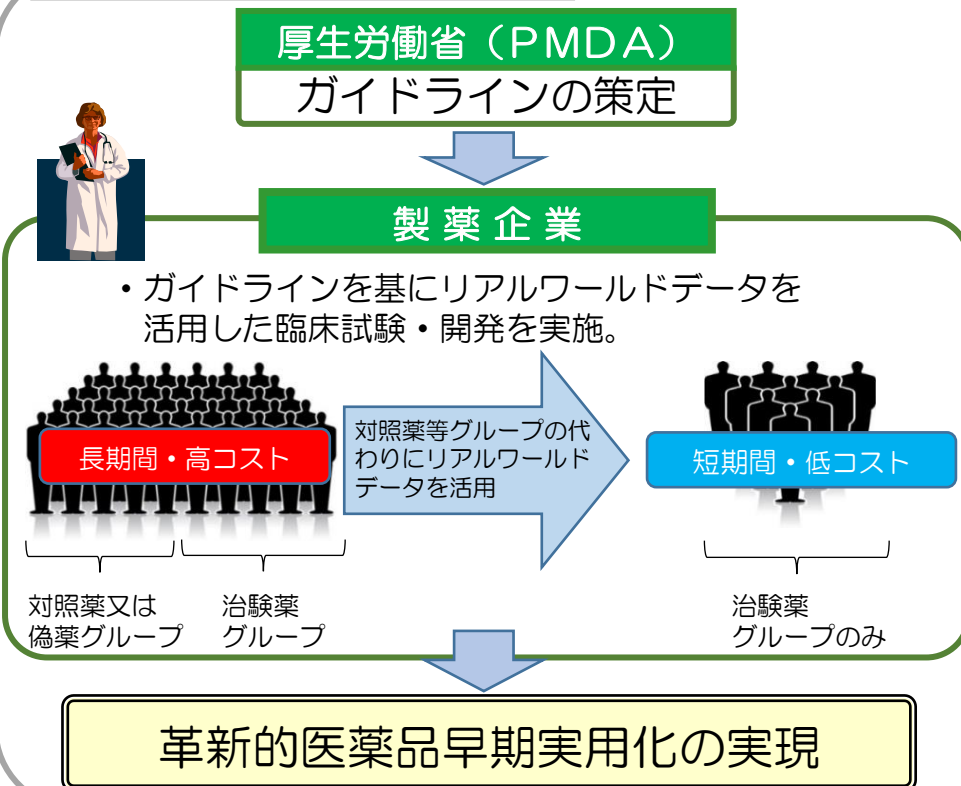 厚生労働省（ＰＭＤＡ）
ガイドラインの策定
製薬企業
・ガイドラインを基にリアルワールドデータを
活用した臨床試験・開発を実施。
長期間・高コスト
対照薬等グループの代
わりにリアルワールド
データを活用
短期間・低コスト
対照薬又は
偽薬グループ
治験薬
グループ
治験薬
グループのみ
革新的医薬品早期実用化の実現